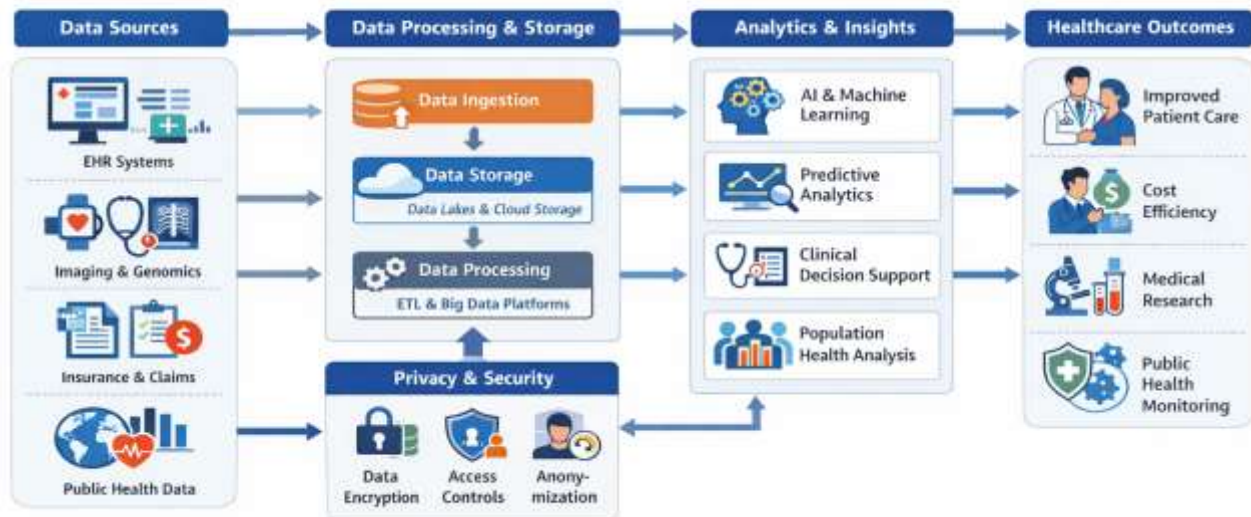 Data Sources
Data Processing & Storage
Analytics & Insights
Healthcare Outcomes
EHR Systems
Imaging & Genomics
Insurance & Claims
Public Health Data
Data Ingestion
Data Storage
Data Lakes & Cloud Storage
Data Processing
ETL & Big Data Platforms
Privacy & Security
Data
Encryption
Access
Controls
Anony-
mization
AI & Machine
Learning
Predictive
Analytics
Clinical
Decision Support
Population
Health Analysis
Improved
Patient Care
Cost
Efficiency
Medical
Research
Public
Health
Monitoring